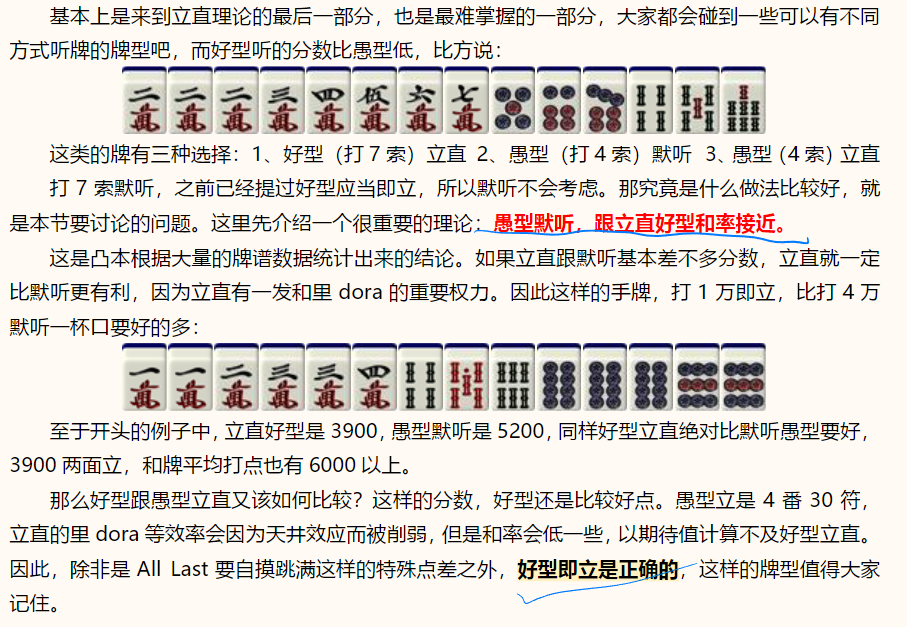 基本上是来到立直理论的最后一部分，也是最难掌握的一部分，大家都会碰到一些可以有不同
方式听牌的牌型吧，而好型听的分数比愚型低，比方说：
二萬 二萬 二萬 三萬 四萬 伍萬 六萬 七萬
这类的牌有三种选择：1、好型（打 7 索）立直 2、愚型（打 4 索）默听 3、愚型（4 索）立直
打 7 索默听，之前已经提过好型应当即立，所以默听不会考虑。那究竟是什么做法比较好，就
是本节要讨论的问题。这里先介绍一个很重要的理论：愚型默听，跟立直好型和率接近。
这是凸本根据大量的牌谱数据统计出来的结论。如果立直跟默听基本差不多分数，立直就一定
比默听更有利，因为立直有一发和里 dora 的重要权力。因此这样的手牌，打 1 万即立，比打 4 万
默听一杯口要好的多：
一萬 一萬 二萬 三萬 三萬 四萬
至于开头的例子中，立直好型是 3900，愚型默听是 5200，同样好型立直绝对比默听愚型要好，
3900 两面立，和牌平均打点也有 6000 以上。
那么好型跟愚型立直又该如何比较？这样的分数，好型还是比较好点。愚型立是 4 番 30 符，
立直的里 dora 等效率会因为天井效应而被削弱，但是和率会低一些，以期待值计算不及好型立直。
因此，除非是 All Last 要自摸跳满这样的特殊点差之外，好型即立是正确的，这样的牌型值得大家
记住。